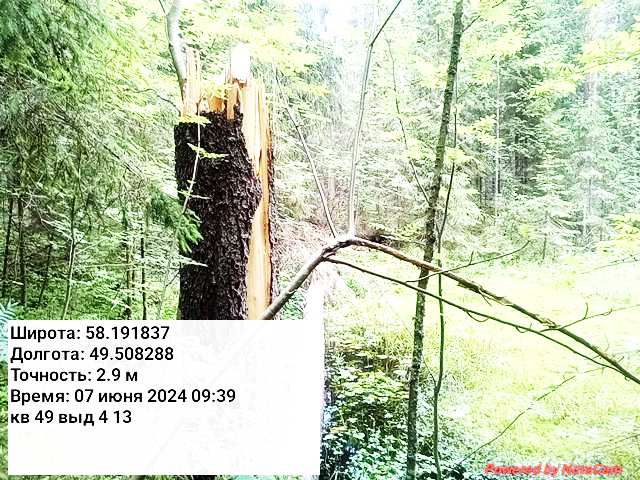 Широта: 58.191837
Долгота: 49.508288
Точность: 2.9 м
Время: 07 июня 2024 09:39
кв 49 выд 4 13
Powered by NoteCam